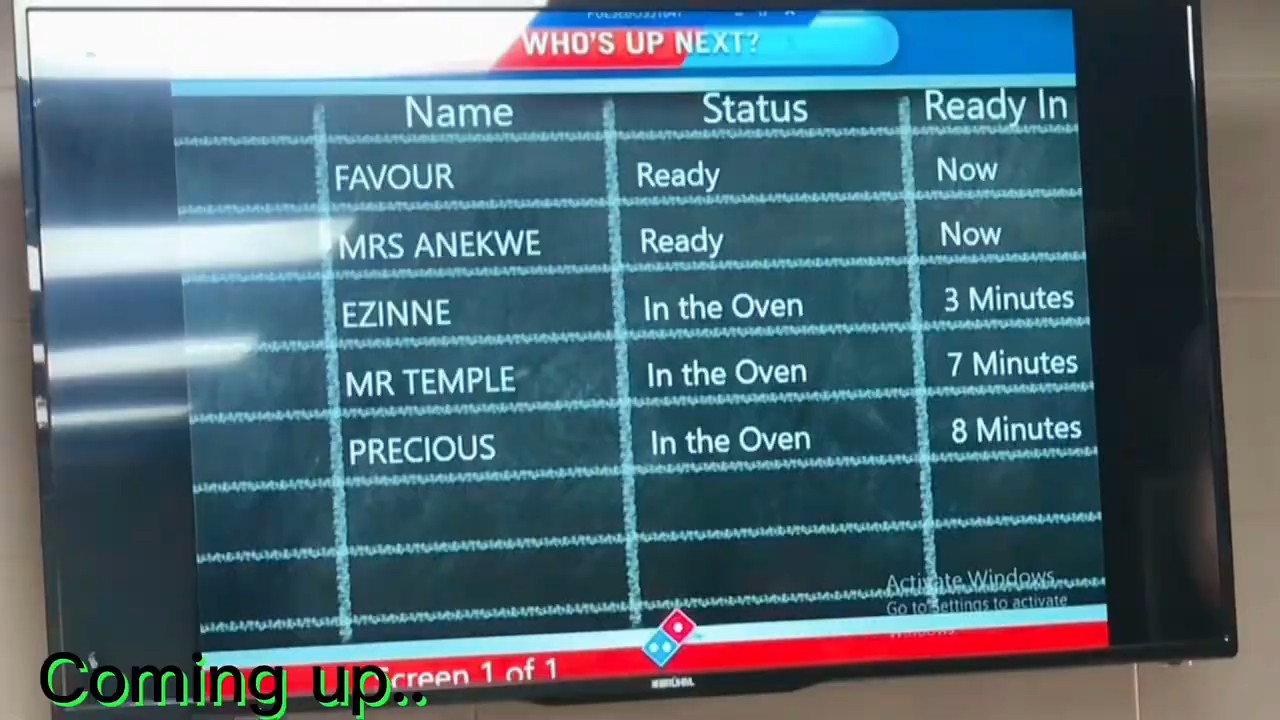 WHO'S UP NEXT?
Name Status Ready In
FAVOUR Ready Now
MRS ANEKWE Ready Now
EZINNE In the Oven 3 Minutes
MR TEMPLE In the Oven 7 Minutes
PRECIOUS In the Oven 8 Minutes
Activate Windows
Go to Settings to activate
Windows.
Screen 1 of 1
Coming up..